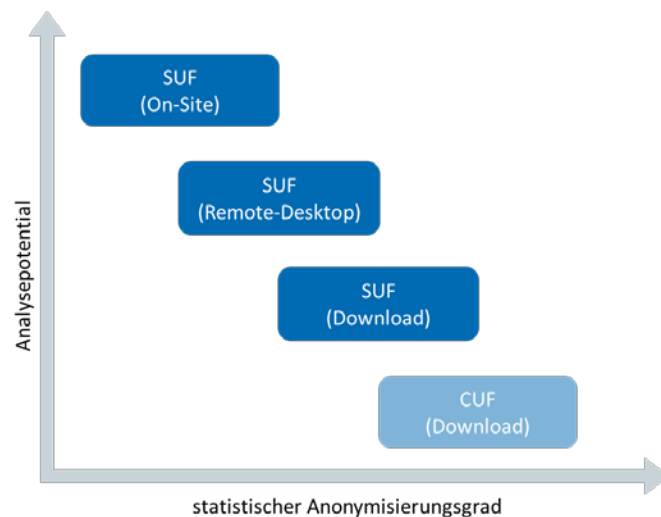 SUF
(On-Site)
SUF
(Remote-Desktop)
SUF
(Download)
CUF
(Download)
Analysepotential
statistischer Anonymisierungsgrad